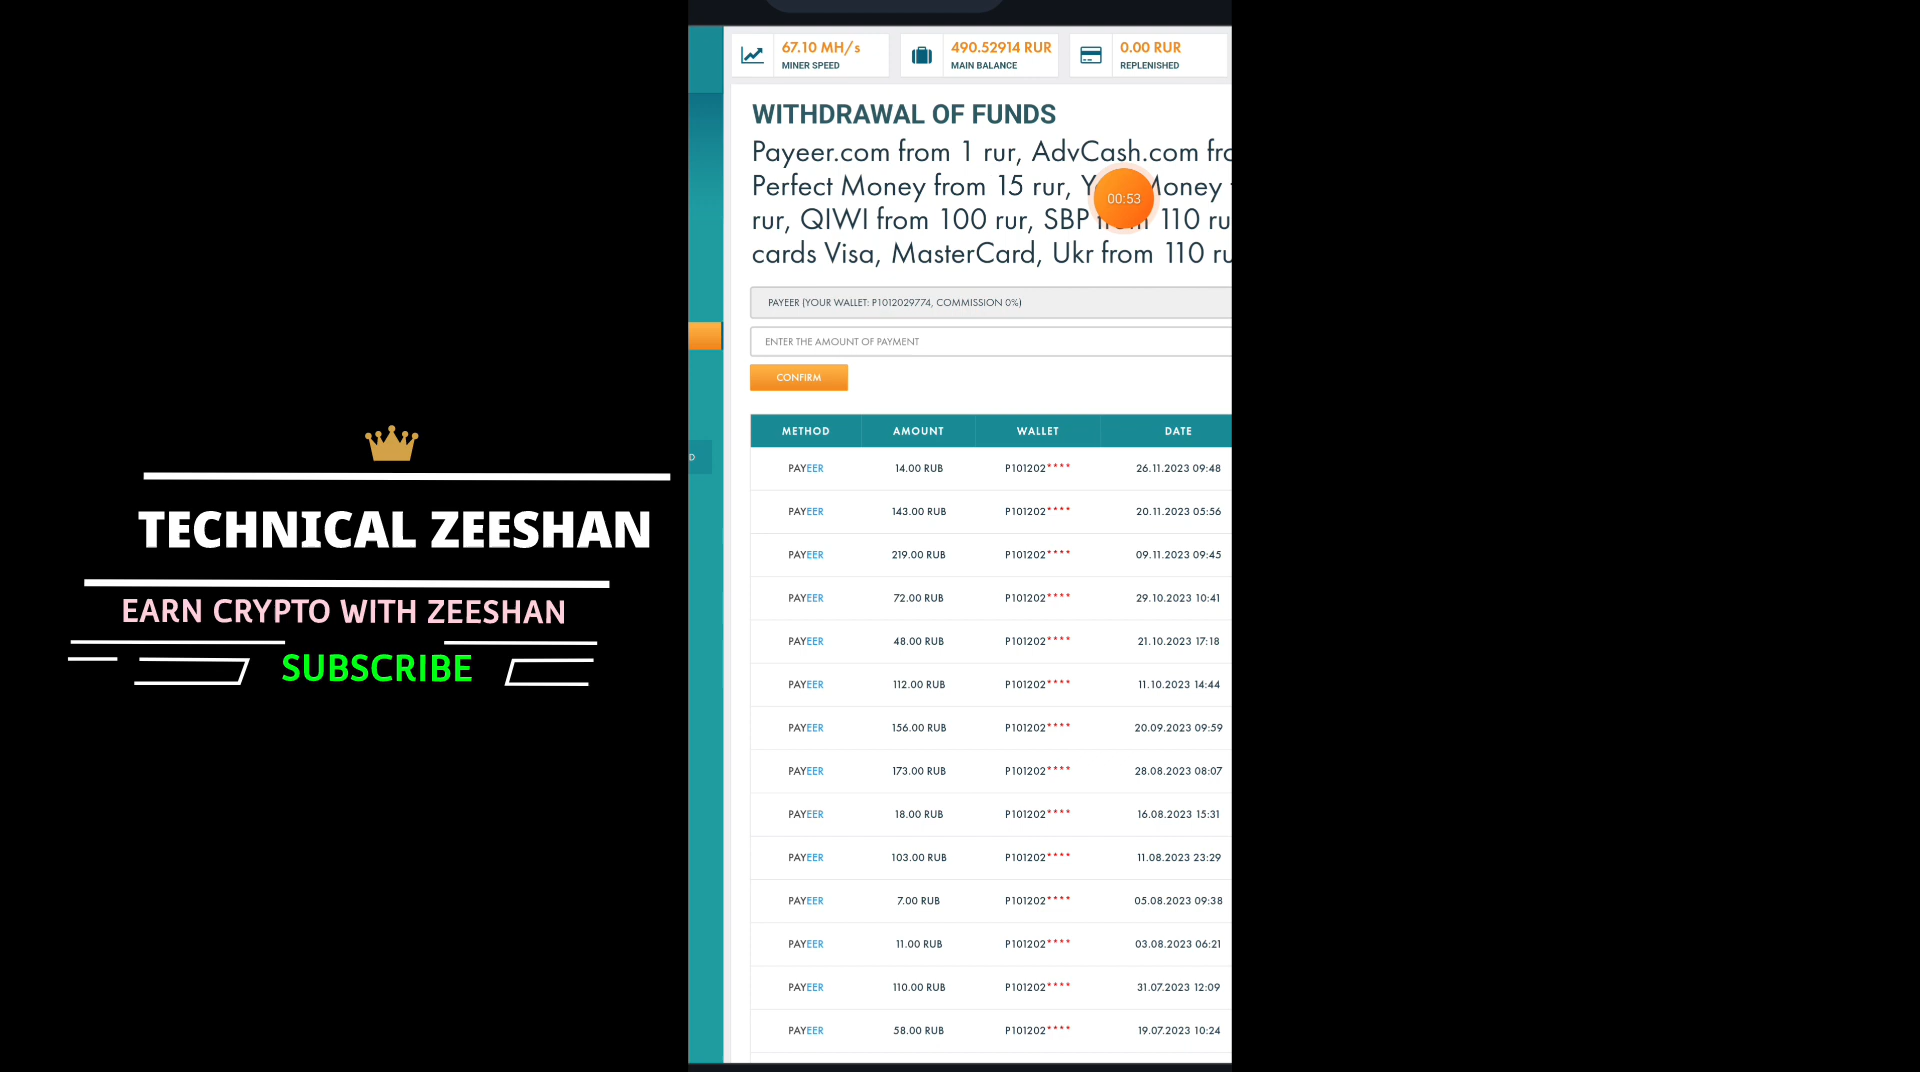 TECHNICAL ZEESHAN
EARN CRYPTO WITH ZEESHAN
SUBSCRIBE
67.10 MH/s
MINER SPEED
490.52914 RUR
MAIN BALANCE
0.00 RUR
REPLENISHED
WITHDRAWAL OF FUNDS
Payeer.com from 1 rur, AdvCash.com
Perfect Money from 15 rur,
rur, QIWI from 100 rur, SBP 110
cards Visa, MasterCard, Ukr from 110
00:53
PAYEER (YOUR WALLET: P1012029774, COMMISSION 0%)
ENTER THE AMOUNT OF PAYMENT
CONFIRM
D
METHOD AMOUNT WALLET DATE
PAYEER 14.00 RUB P101202**** 26.11.2023 09:48
PAYEER 143.00 RUB P101202**** 20.11.2023 05:56
PAYEER 219.00 RUB P101202**** 09.11.2023 09:45
PAYEER 72.00 RUB P101202**** 29.10.2023 10:41
PAYEER 48.00 RUB P101202**** 21.10.2023 17:18
PAYEER 112.00 RUB P101202**** 11.10.2023 14:44
PAYEER 156.00 RUB P101202**** 20.09.2023 09:59
PAYEER 173.00 RUB P101202**** 28.08.2023 08:07
PAYEER 18.00 RUB P101202**** 16.08.2023 15:31
PAYEER 103.00 RUB P101202**** 11.08.2023 23:29
PAYEER 7.00 RUB P101202**** 05.08.2023 09:38
PAYEER 11.00 RUB P101202**** 03.08.2023 06:21
PAYEER 110.00 RUB P101202**** 31.07.2023 12:09
PAYEER 58.00 RUB P101202**** 19.07.2023 10:24